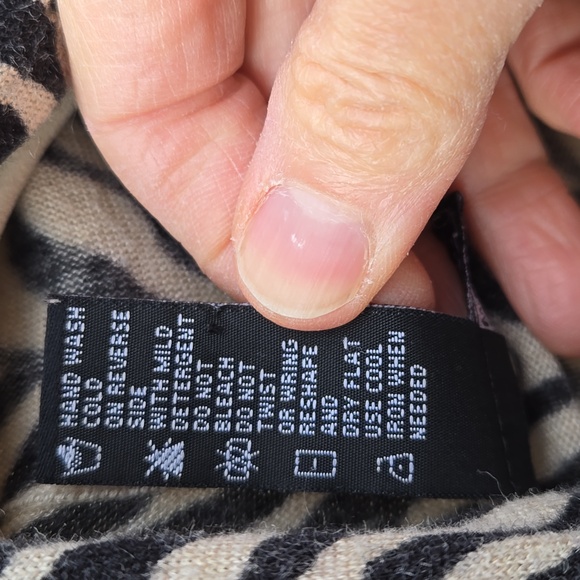 HAND WASH
COLD
ON REVERSE
SIDE
WITH MILD
DETERGENT
DO NOT
BLEACH
DO NOT
TWIST
OR WRING
RESHAPE
AND
DRY FLAT
USE COOL
IRON WHEN
NEEDED